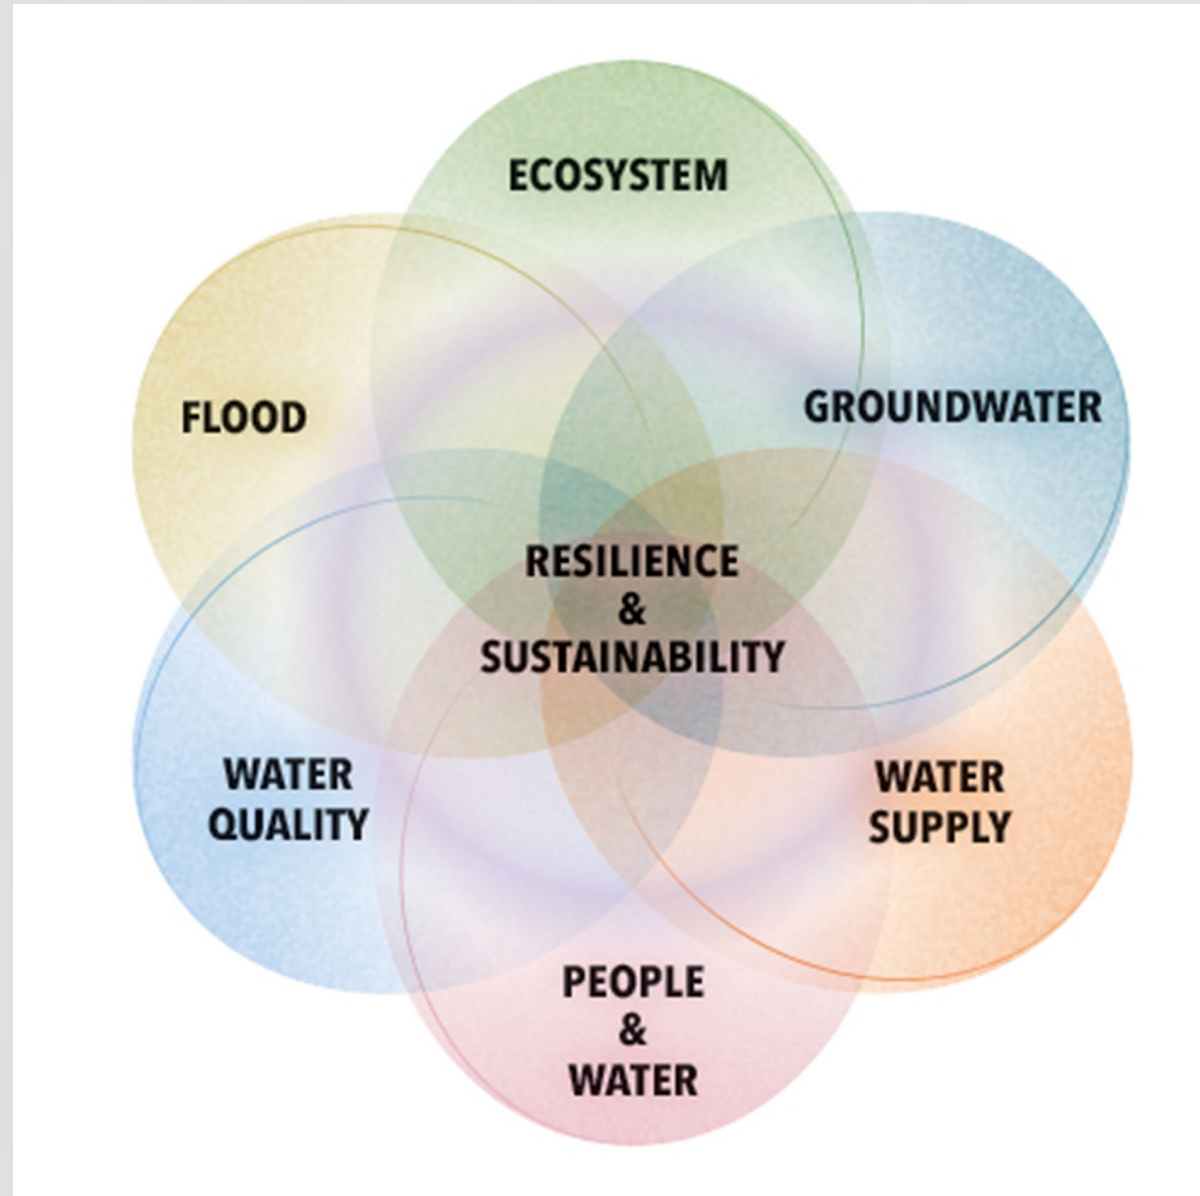 ECOSYSTEM
FLOOD
GROUNDWATER
RESILIENCE
&
SUSTAINABILITY
WATER
QUALITY
WATER
SUPPLY
PEOPLE
&
WATER